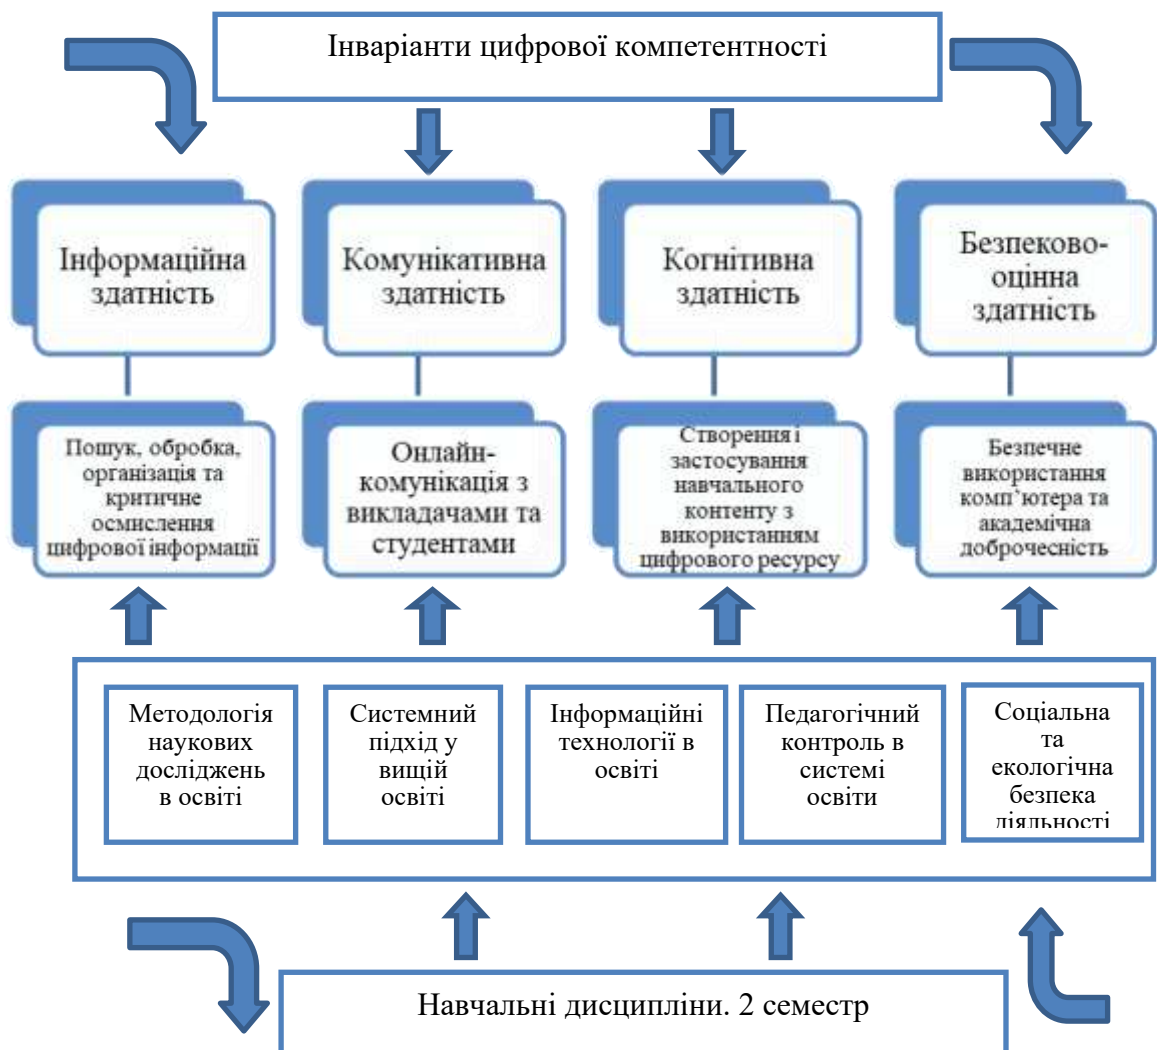 Інваріанти цифрової компетентності
Інформаційна
здатність
Комунікативна
здатність
Когнітивна
здатність
Безпеково-
оцінна
здатність
Пошук, обробка,
організація та
критичне
осмислення
цифрової інформації
Онлайн-
комунікація з
викладачами та
студентами
Створення і
застосування
навчального
контенту з
використанням
цифрового ресурсу
Безпечне
використання
комп’ютера та
академічна
доброчесність
Методологія
наукових
досліджень
в освіті
Системний
підхід у
вищій
освіті
Інформаційні
технології в
освіті
Педагогічний
контроль в
системі
освіти
Соціальна
та
екологічна
безпека
діяльності
Навчальні дисципліни. 2 семестр